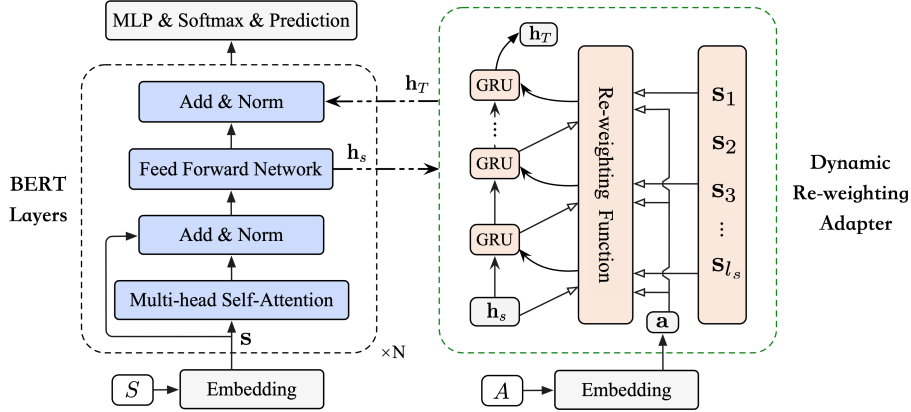 MLP & Softmax & Prediction
BERT
Layers
Add & Norm
Feed Forward Network
Add & Norm
Multi-head Self-Attention
s
×N
S
Embedding
h_T
h_s
h_T
GRU
...
GRU
GRU
h_s
Re-weighting Function
s_1
s_2
s_3
...
s_{l_s}
a
A
Embedding
Dynamic
Re-weighting
Adapter